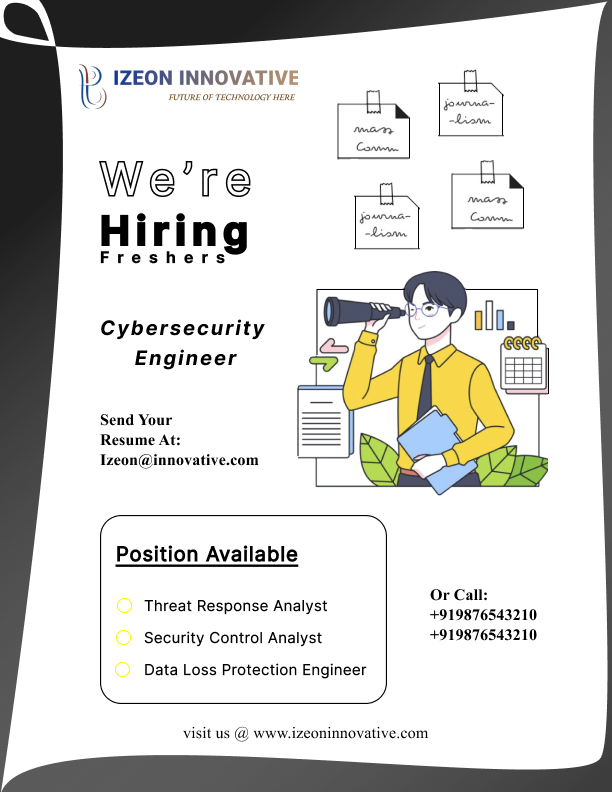 IZEON INNOVATIVE
FUTURE OF TECHNOLOGY HERE
journa-
-lism
mass
Comm
mass
Comm
journa-
-lism
We're
Hiring
Freshers
Cybersecurity
Engineer
Send Your
Resume At:
Izeon@innovative.com
Position Available
Threat Response Analyst
Security Control Analyst
Data Loss Protection Engineer
Or Call:
+919876543210
+919876543210
visit us @ www.izeoninnovative.com